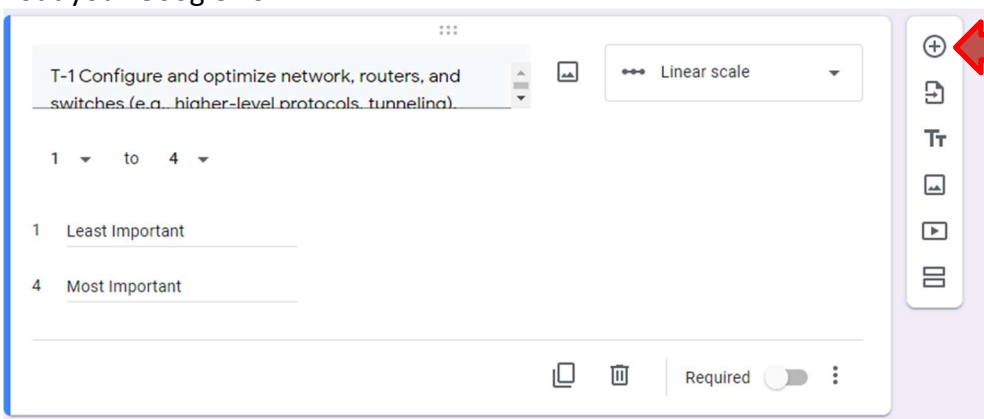 T-1 Configure and optimize network, routers, and
switches (e.g., higher-level protocols, tunneling).
Linear scale
1 to 4
1 Least Important
4 Most Important
Required
Tт